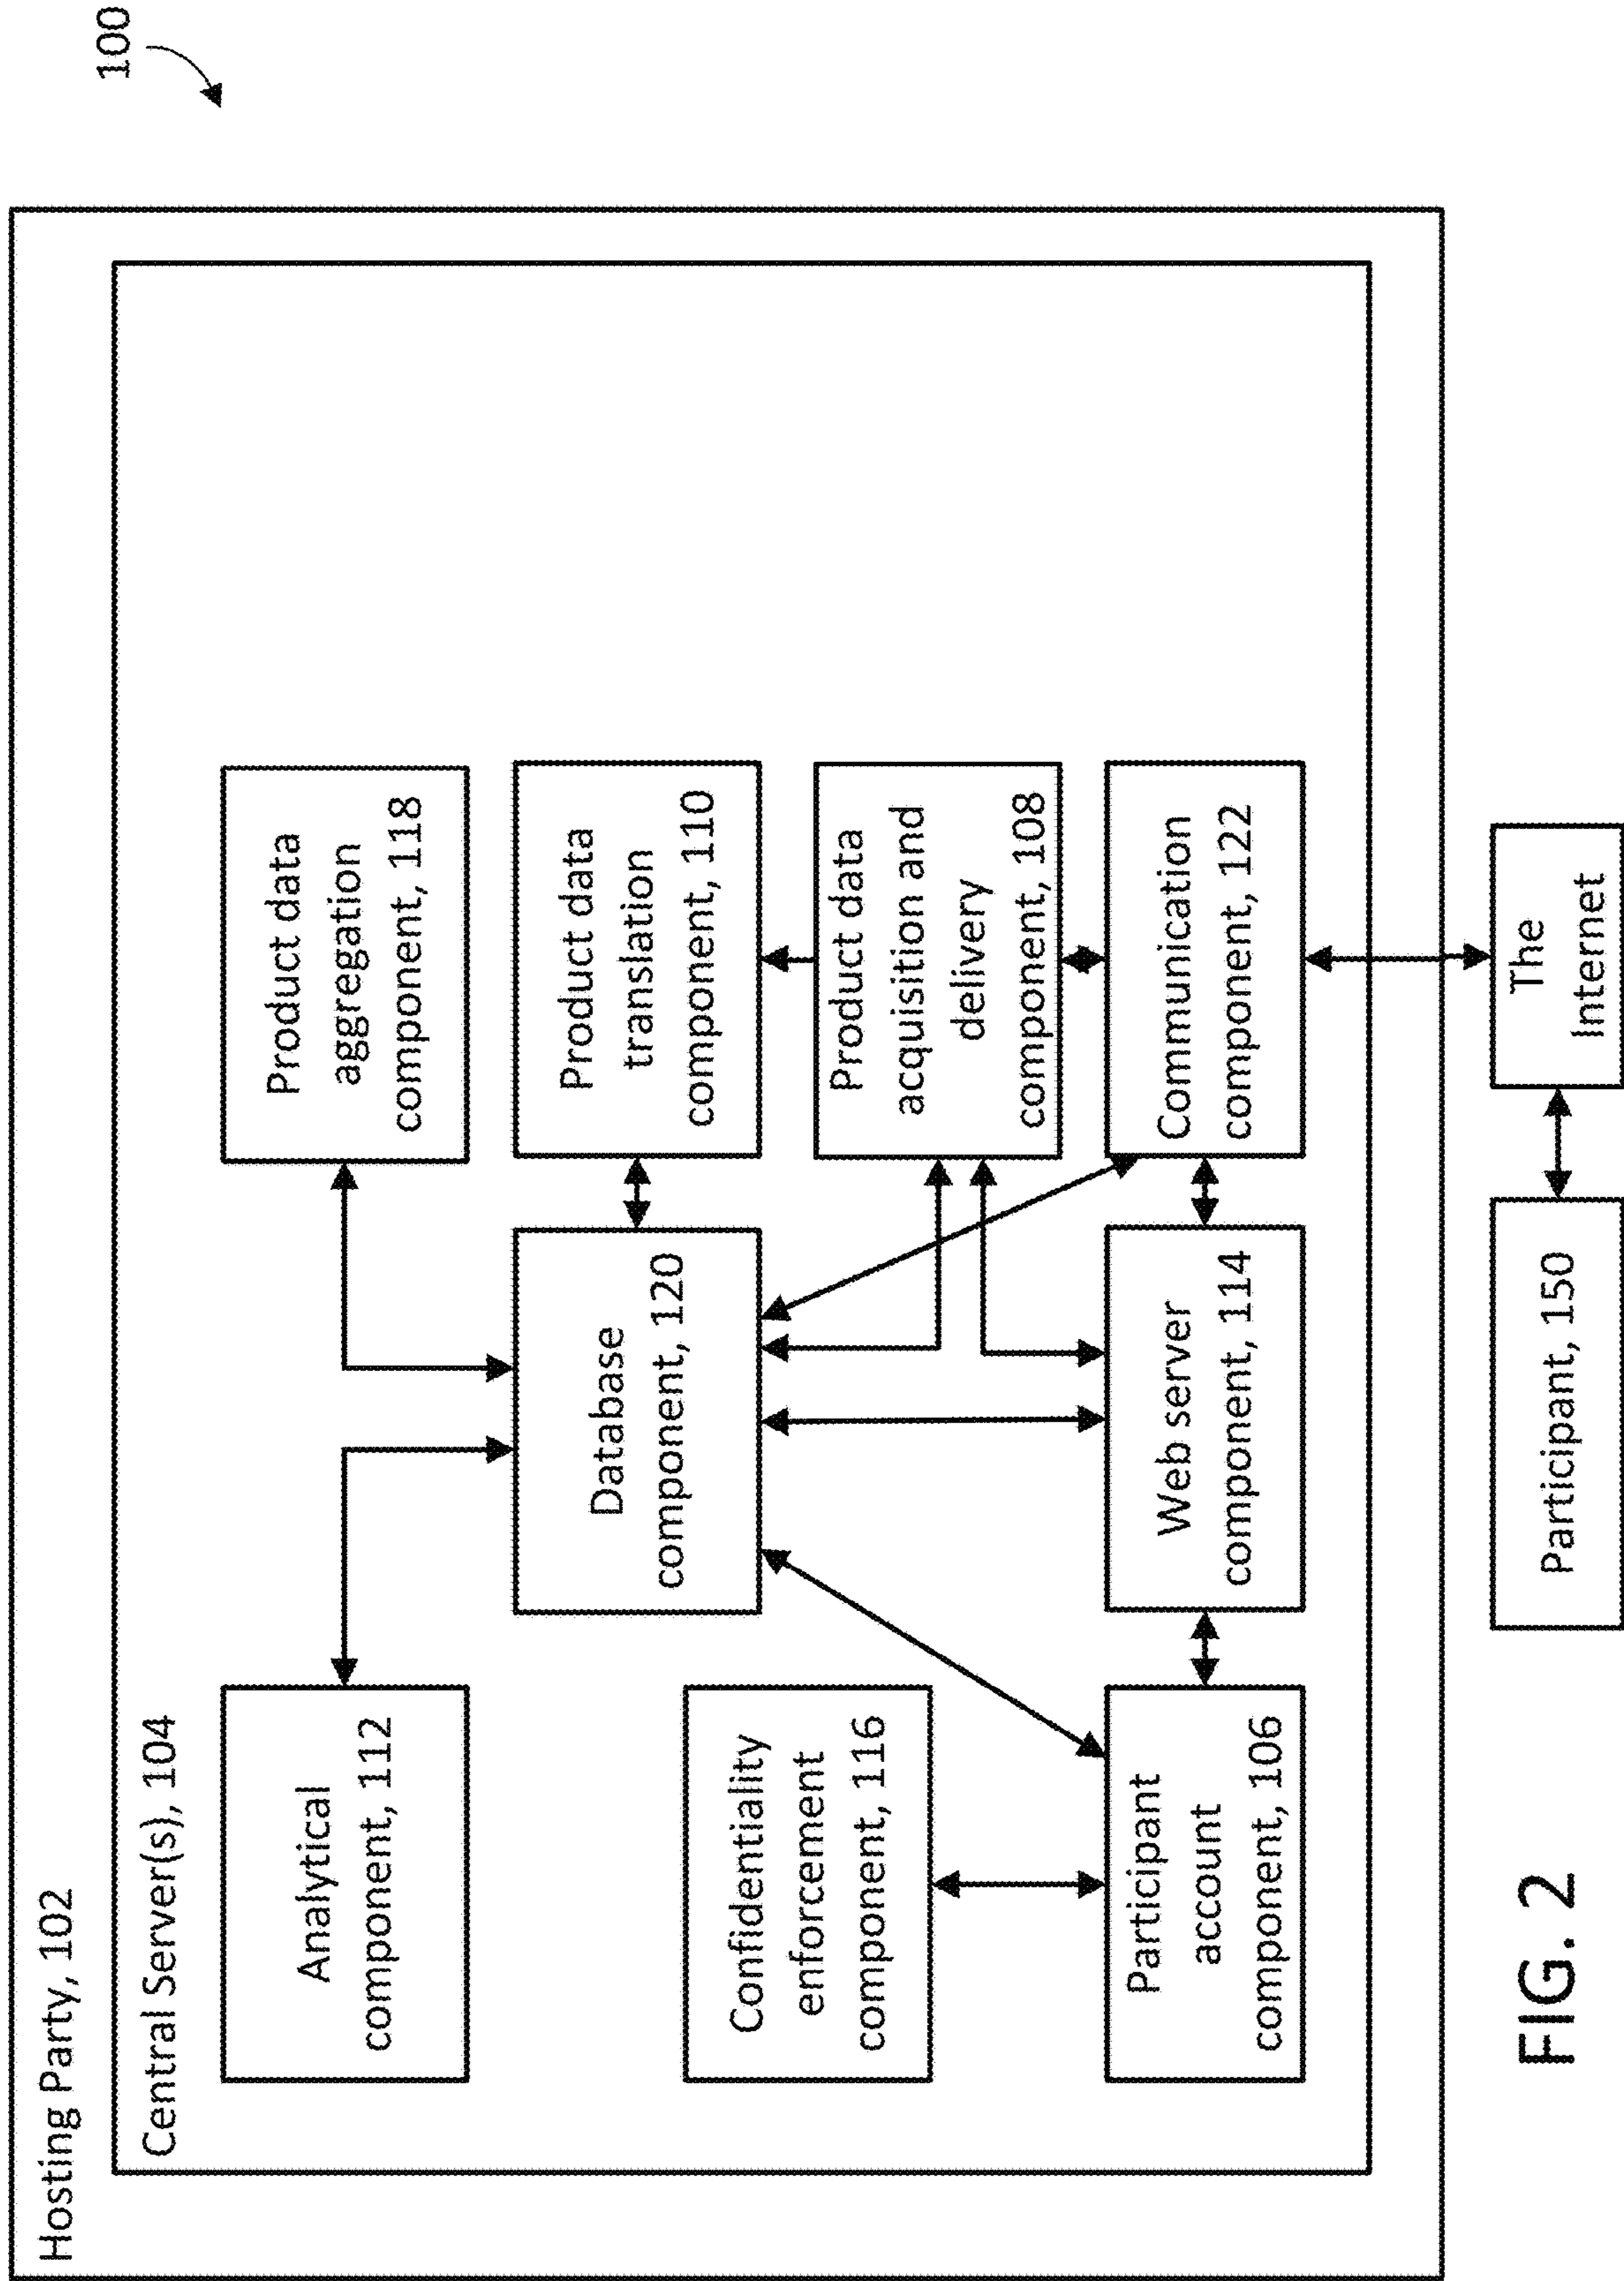 100
Hosting Party, 102
Central Server(s), 104
Analytical
component, 112
Product data
aggregation
component, 118
Database
component, 120
Product data
translation
component, 110
Confidentiality
enforcement
component, 116
Product data
acquisition and
delivery
component, 108
Participant
account
component, 106
Web server
component, 114
Communication
component, 122
Participant, 150
The
Internet
FIG. 2